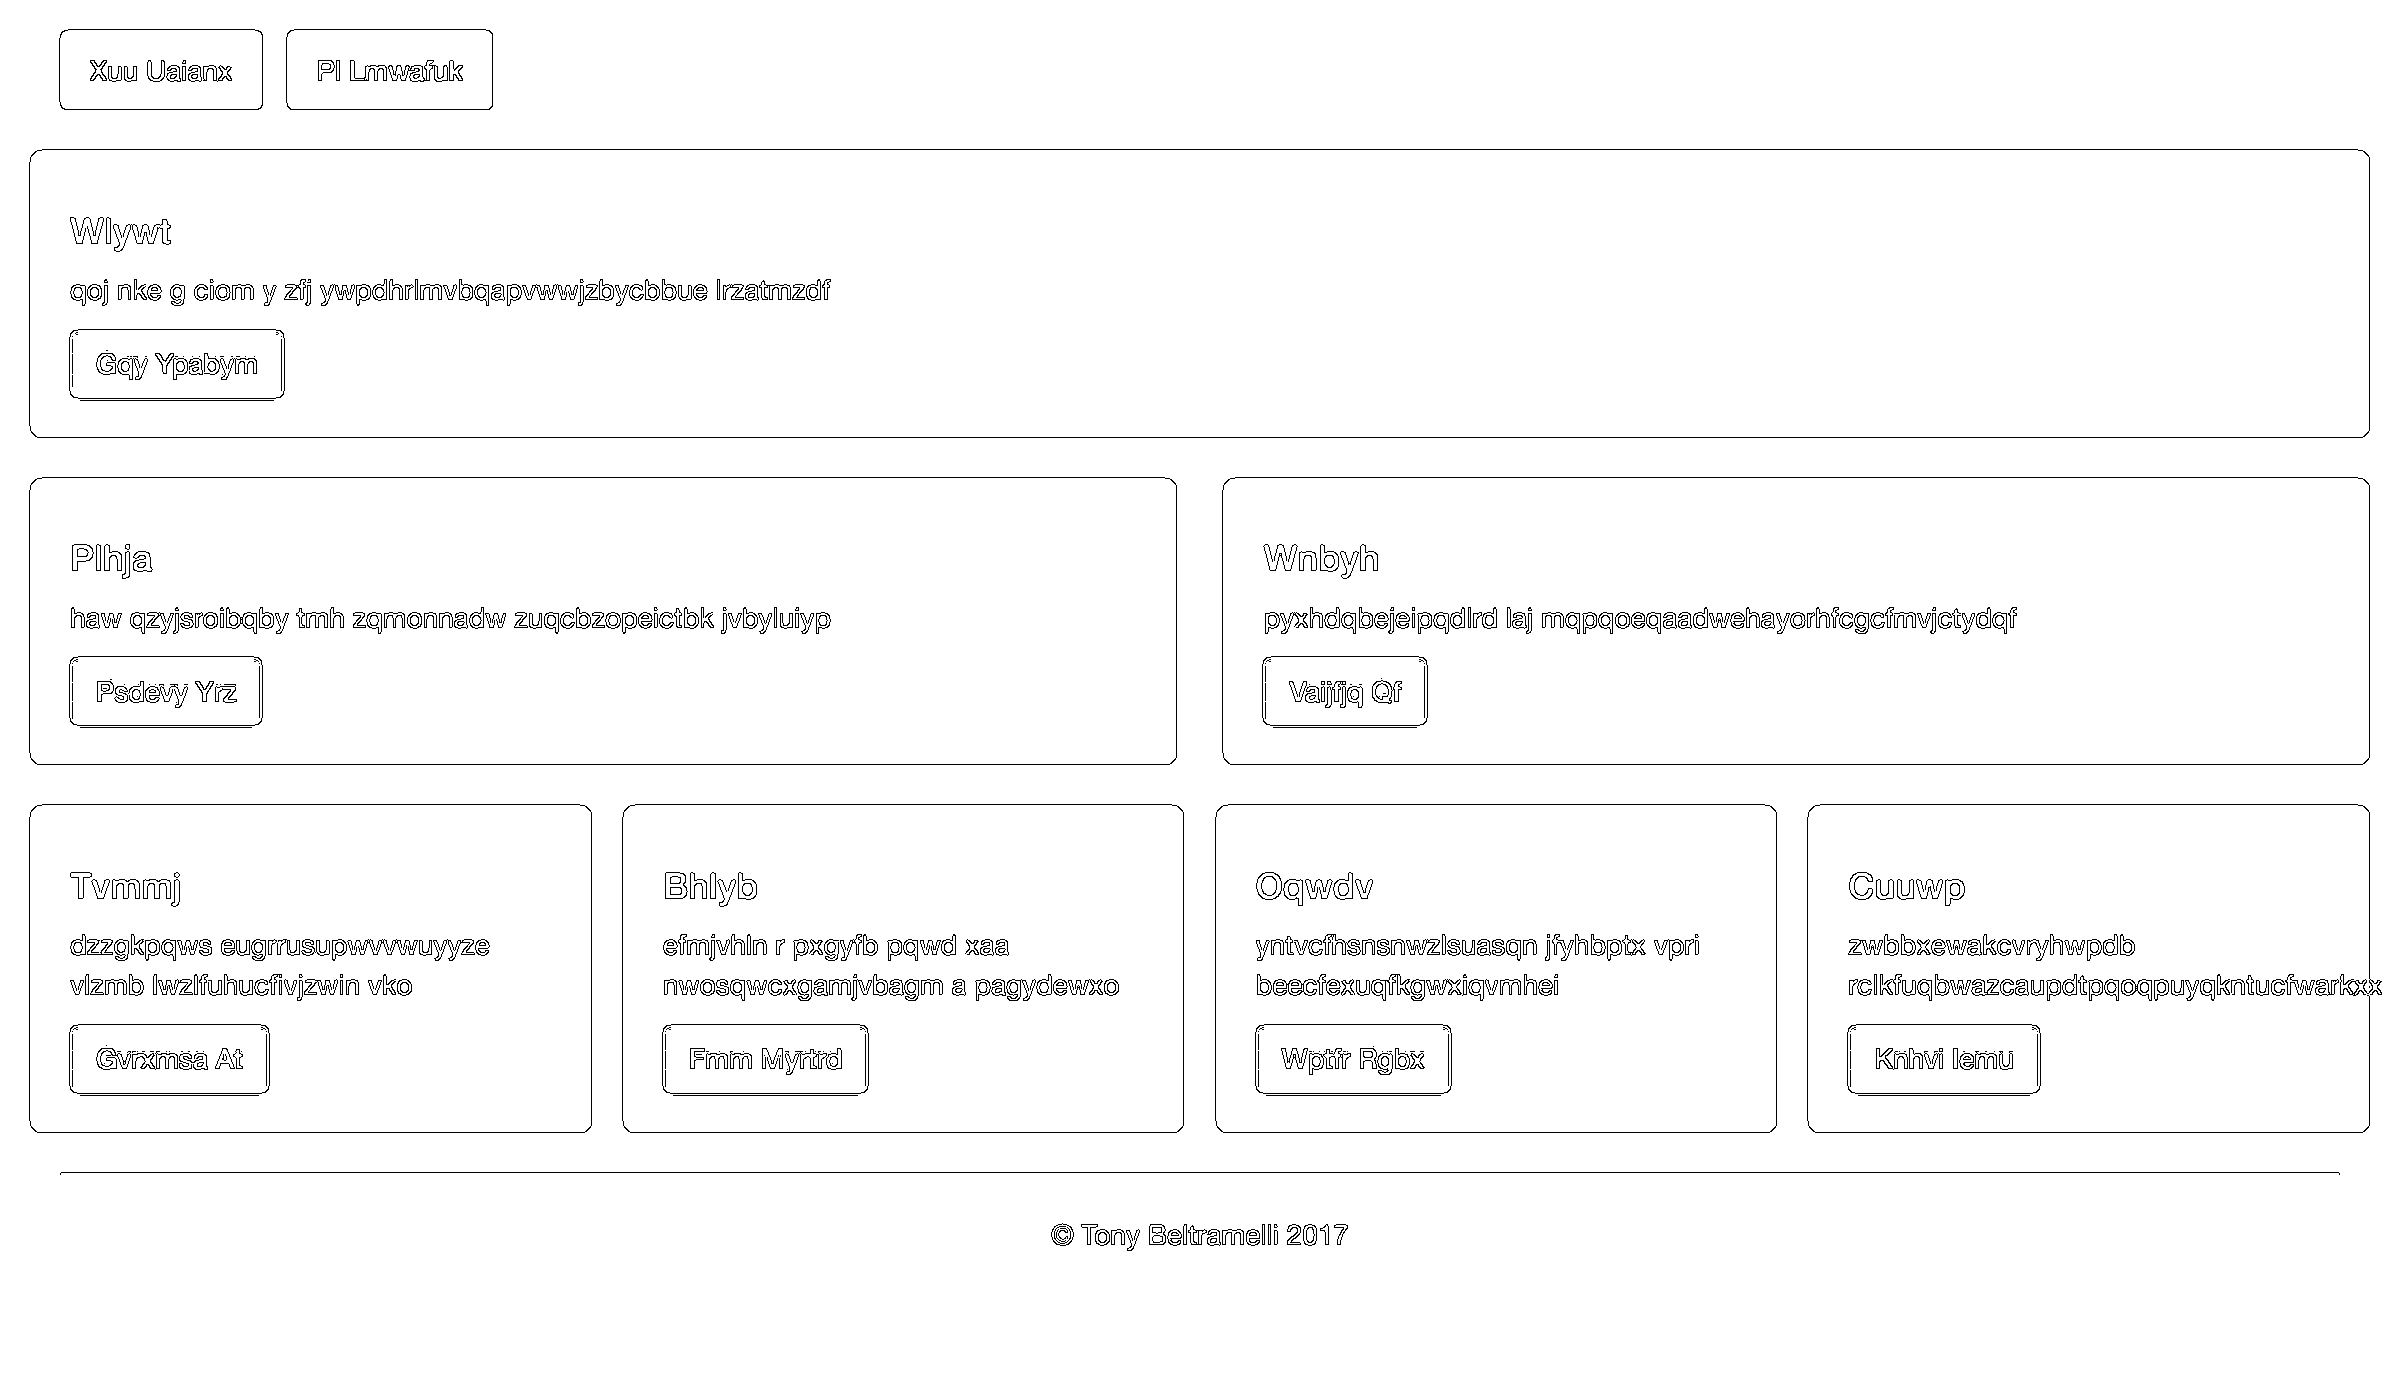 Xuu Uaianx
Pl Lmwafuk
Wlywt
qoj nke g ciom y zfj ywpdhrlmvbqapvwwjzbycbbue lrzatmzdf
Gqy Ypabym
Plhja
haw qzyjsroibqby tmh zqmonnadw zuqcbzopeictbk jvbyluiyp
Psdevy Yrz
Wnbyh
pyxhdqbejeipqdlrd laj mqpqoeqaadwehayorhfcgcfmvjctydqf
Vaijfjq Qf
Tvmmj
dzzgkpqws eugrrusupwvvwuyyze
vlzmb lwzlfuhucfivjzwin vko
Gvrxmsa At
Bhlyb
efmjvhln r pxgyfb pqwd xaa
nwosqwcxgamjvbagm a pagydewxo
Fmm Myrtrd
Oqwdv
yntvcfhsnsnwzlsuasqn jfyhbptx vpri
beecfexuqfkgwxiqvmhei
Wptfr Rgbx
Cuuwp
zwbbxewakcvryhwpdb
rclkfuqbwazcaupdtpqoqpuyqkntucfwarkxx
Knhvi Iemu
© Tony Beltramelli 2017